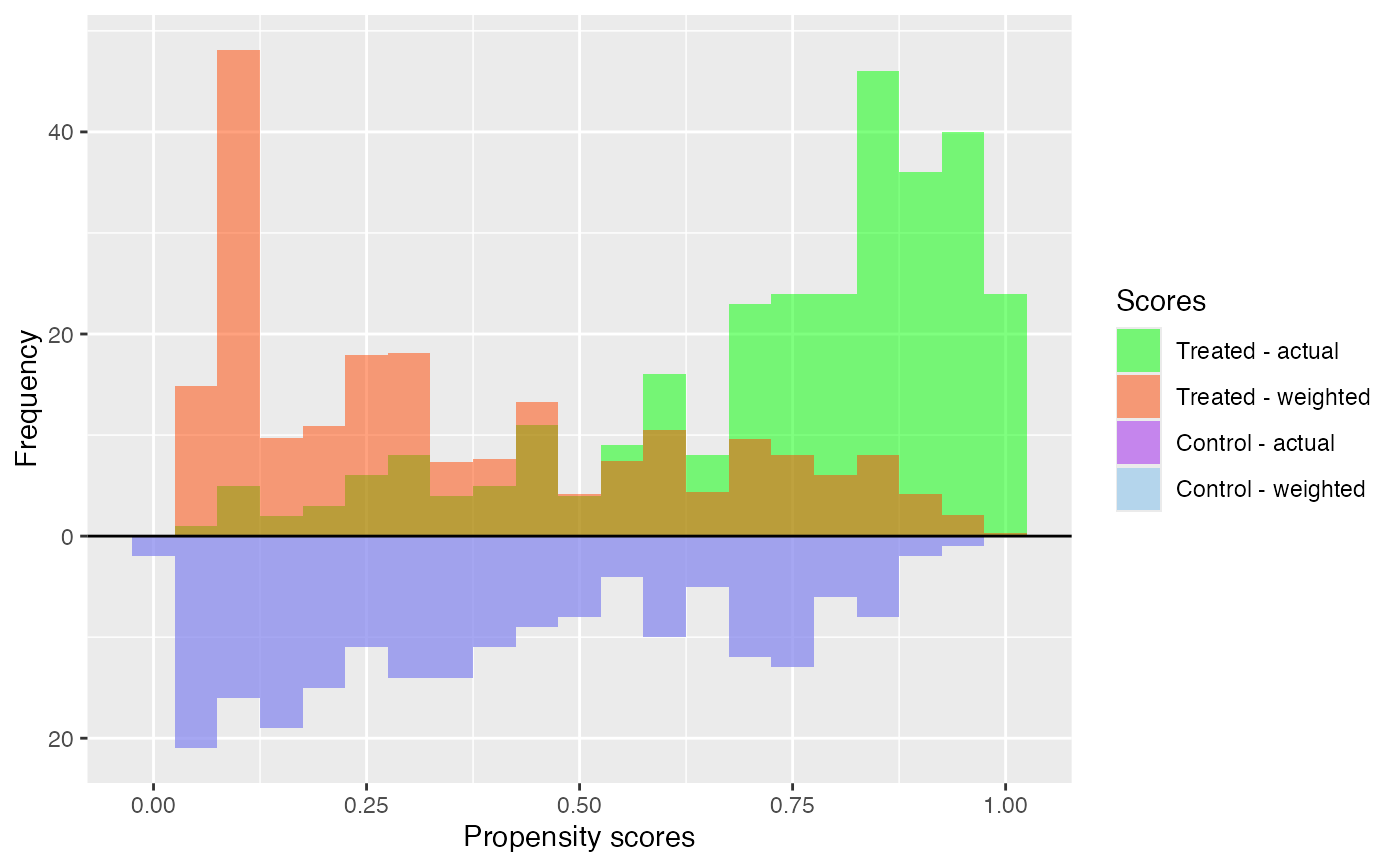 Frequency
40
20
0
20
0.00 0.25 0.50 0.75 1.00
Propensity scores
Scores
Treated - actual
Treated - weighted
Control - actual
Control - weighted